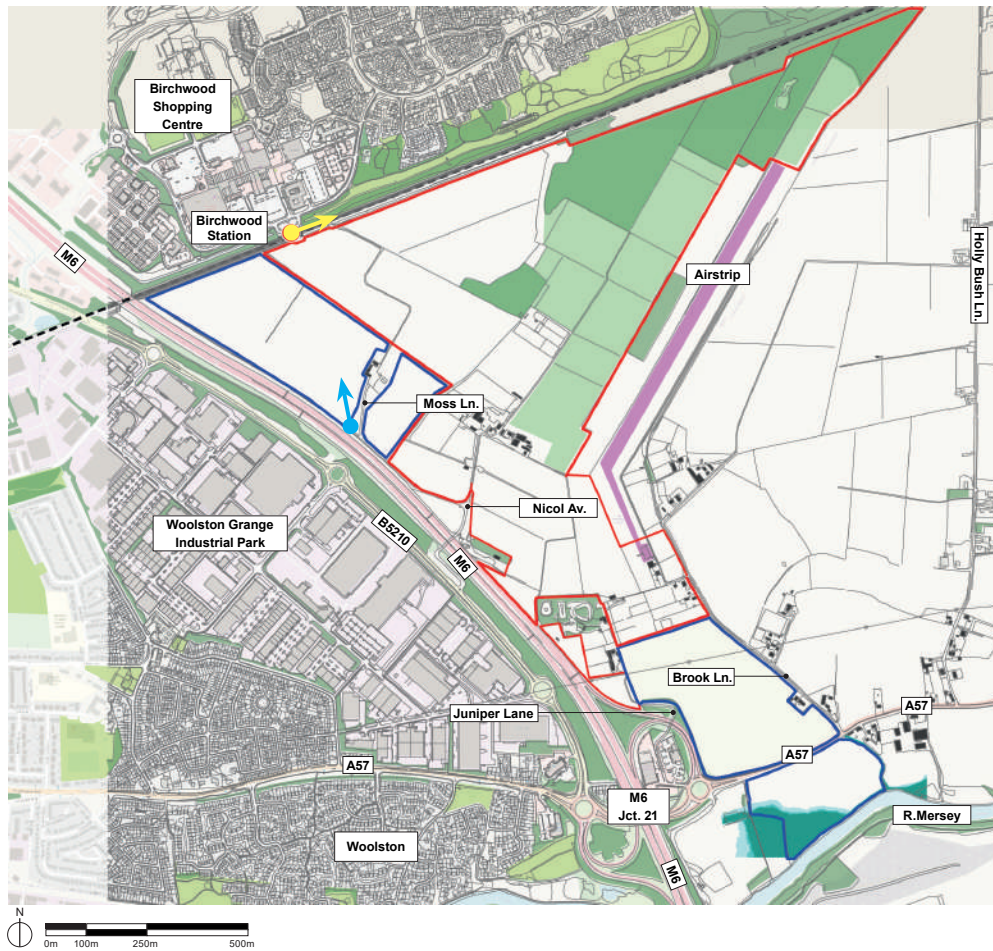 Birchwood
Shopping
Centre
Birchwood
Station
M6
Airstrip
Holly Bush Ln.
Moss Ln.
Nicol Av.
Woolston Grange
Industrial Park
B5210
M6
Brook Ln.
Juniper Lane
A57
A57
A57
M6
Jct. 21
R.Mersey
Woolston
M6
N
0m 100m 250m 500m